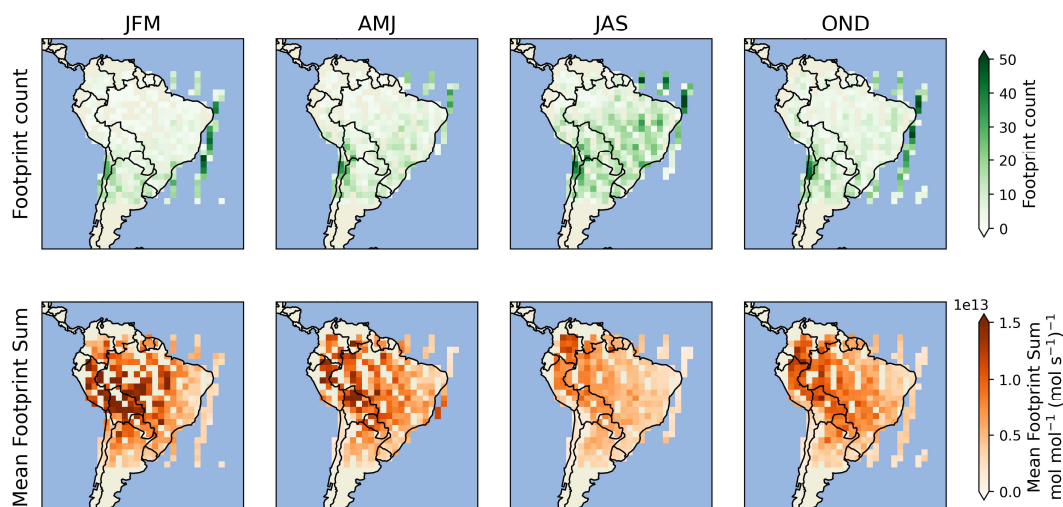 JFM
AMJ
JAS
OND
Footprint count
50
40
30
20
10
0
Footprint count
Mean Footprint Sum
1e13
1.5
1.0
0.5
0.0
Mean Footprint Sum
mol mol⁻¹ (mol s⁻¹)⁻¹